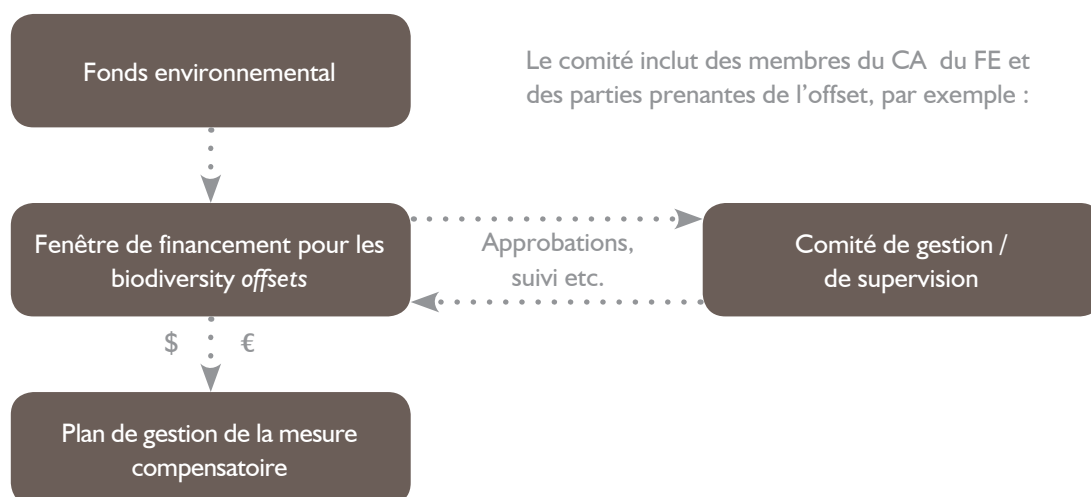 Fonds environnemental
Le comité inclut des membres du CA du FE et
des parties prenantes de l’offset, par exemple :
Fenêtre de financement pour les
biodiversity offsets
Approbations,
suivi etc.
Comité de gestion /
de supervision
$ €
Plan de gestion de la mesure
compensatoire